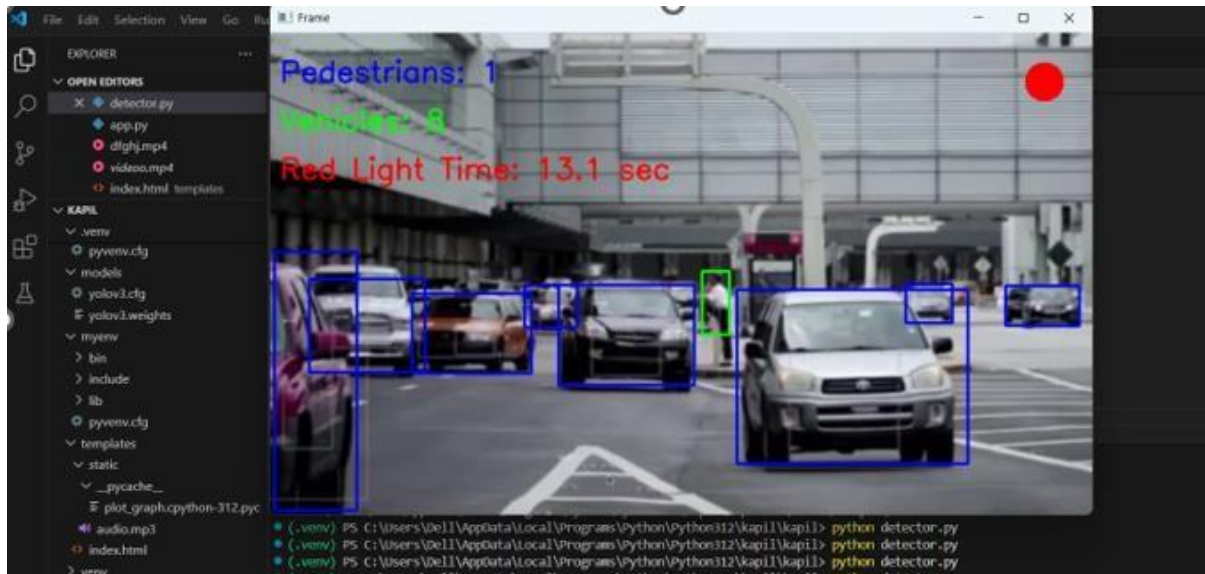 File Edit Selection View Go Ru
Frame
EXPLORER
OPEN EDITORS
detector.py
app.py
dfghj.mp4
videoo.mp4
index.html templates
KAPIL
.venv
pyvenv.cfg
models
yolov3.cfg
yolov3.weights
myenv
bin
include
lib
pyvenv.cfg
templates
static
__pycache__
plot_graph.cpython-312.pyc
audio.mp3
index.html
venv
Pedestrians: 1
Vehicles: 8
Red Light Time: 13.1 sec
(.venv) PS C:\Users\Dell\AppData\Local\Programs\Python\Python312\kapil\kapil> python detector.py
(.venv) PS C:\Users\Dell\AppData\Local\Programs\Python\Python312\kapil\kapil> python detector.py
(.venv) PS C:\Users\Dell\AppData\Local\Programs\Python\Python312\kapil\kapil> python detector.py